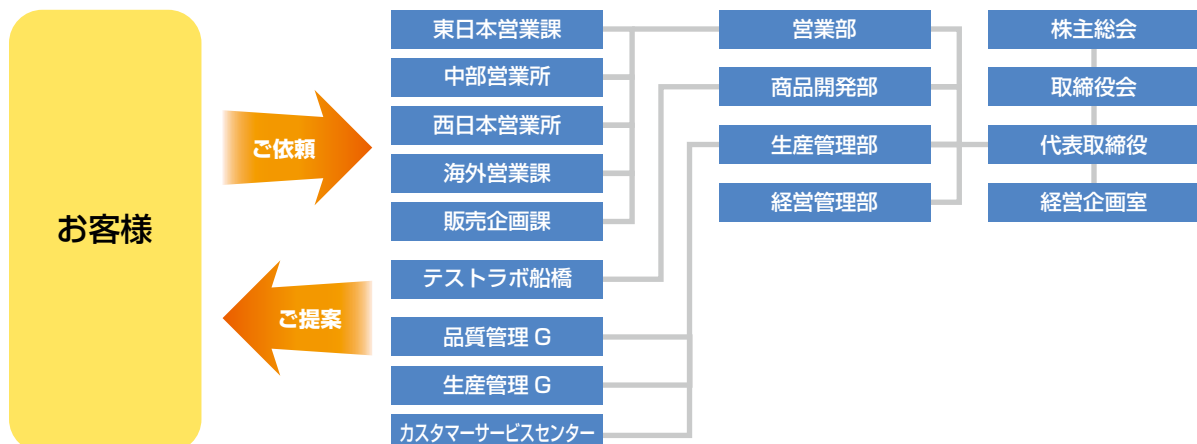 お客様
ご依頼
ご提案
東日本営業課
中部営業所
西日本営業所
海外営業課
販売企画課
テストラボ船橋
品質管理 G
生産管理 G
カスタマーサービスセンター
営業部
商品開発部
生産管理部
経営管理部
株主総会
取締役会
代表取締役
経営企画室